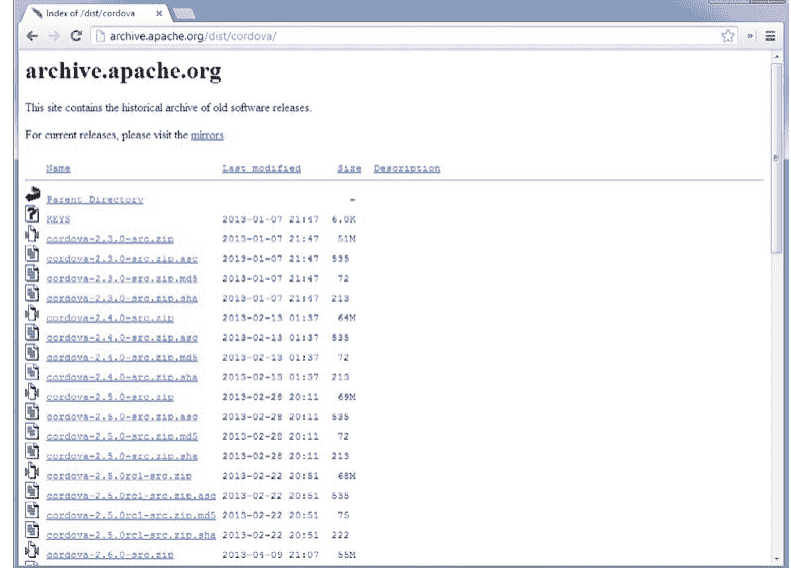 Index of /dist/cordova
archive.apache.org/dist/cordova/
archive.apache.org
This site contains the historical archive of old software releases.
For current releases, please visit the mirrors
Name Last modified Size Description
Parent Directory -
KEYS 2013-01-07 21:47 6.0K
cordova-2.3.0-src.zip 2013-01-07 21:47 51M
cordova-2.3.0-src.zip.asc 2013-01-07 21:47 535
cordova-2.3.0-src.zip.md5 2013-01-07 21:47 72
cordova-2.3.0-src.zip.sha 2013-01-07 21:47 213
cordova-2.4.0-src.zip 2013-02-13 01:37 64M
cordova-2.4.0-src.zip.asc 2013-02-13 01:37 535
cordova-2.4.0-src.zip.md5 2013-02-13 01:37 72
cordova-2.4.0-src.zip.sha 2013-02-13 01:37 213
cordova-2.5.0-src.zip 2013-02-28 20:11 69M
cordova-2.5.0-src.zip.asc 2013-02-28 20:11 535
cordova-2.5.0-src.zip.md5 2013-02-28 20:11 72
cordova-2.5.0-src.zip.sha 2013-02-28 20:11 213
cordova-2.5.0rc1-src.zip 2013-02-22 20:51 68M
cordova-2.5.0rc1-src.zip.asc 2013-02-22 20:51 535
cordova-2.5.0rc1-src.zip.md5 2013-02-22 20:51 75
cordova-2.5.0rc1-src.zip.sha 2013-02-22 20:51 222
cordova-2.6.0-src.zip 2013-04-09 21:07 55M